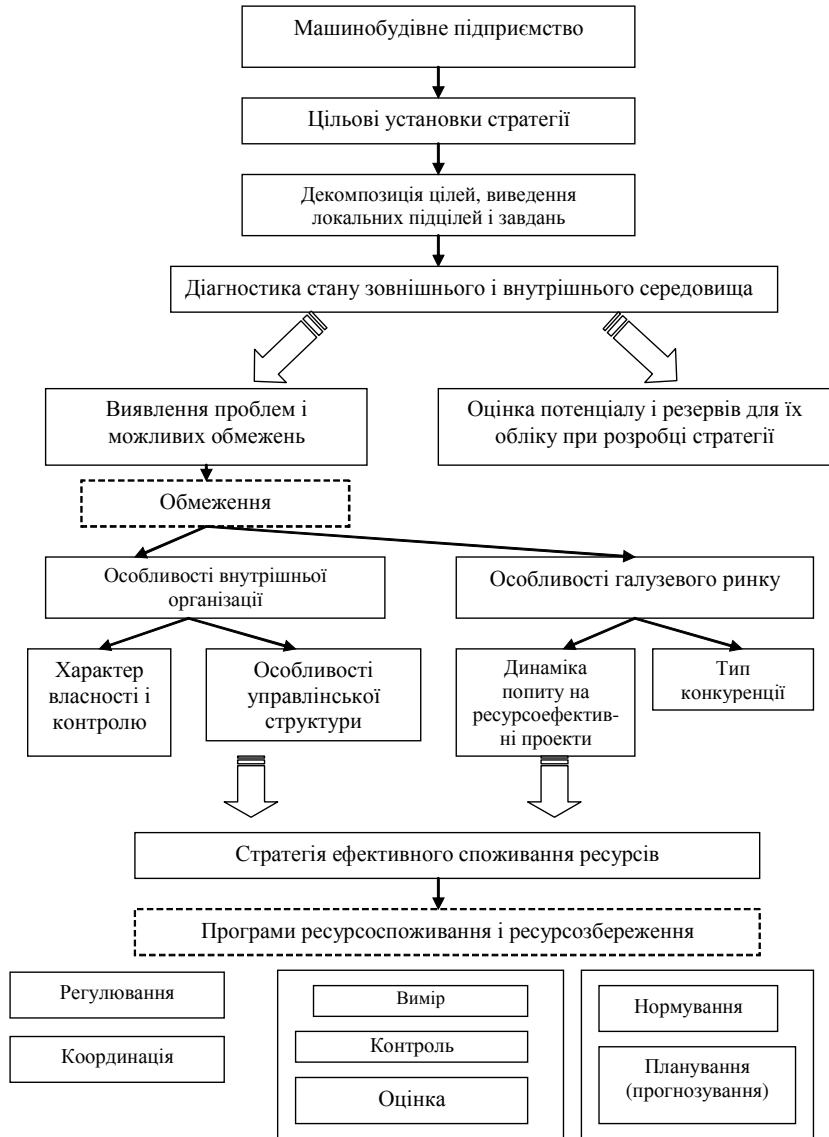 Машинобудівне підприємство
Цільові установки стратегії
Декомпозиція цілей, виведення
локальних підцілей і завдань
Діагностика стану зовнішнього і внутрішнього середовища
Виявлення проблем і
можливих обмежень
Оцінка потенціалу і резервів для їх
обліку при розробці стратегії
Обмеження
Особливості внутрішньої
організації
Особливості галузевого ринку
Характер
власності і
контролю
Особливості
управлінської
структури
Динаміка
попиту на
ресурсоефектив-
ні проекти
Тип
конкуренції
Стратегія ефективного споживання ресурсів
Програми ресурсоспоживання і ресурсозбереження
Регулювання
Координація
Вимір
Контроль
Оцінка
Нормування
Планування
(прогнозування)